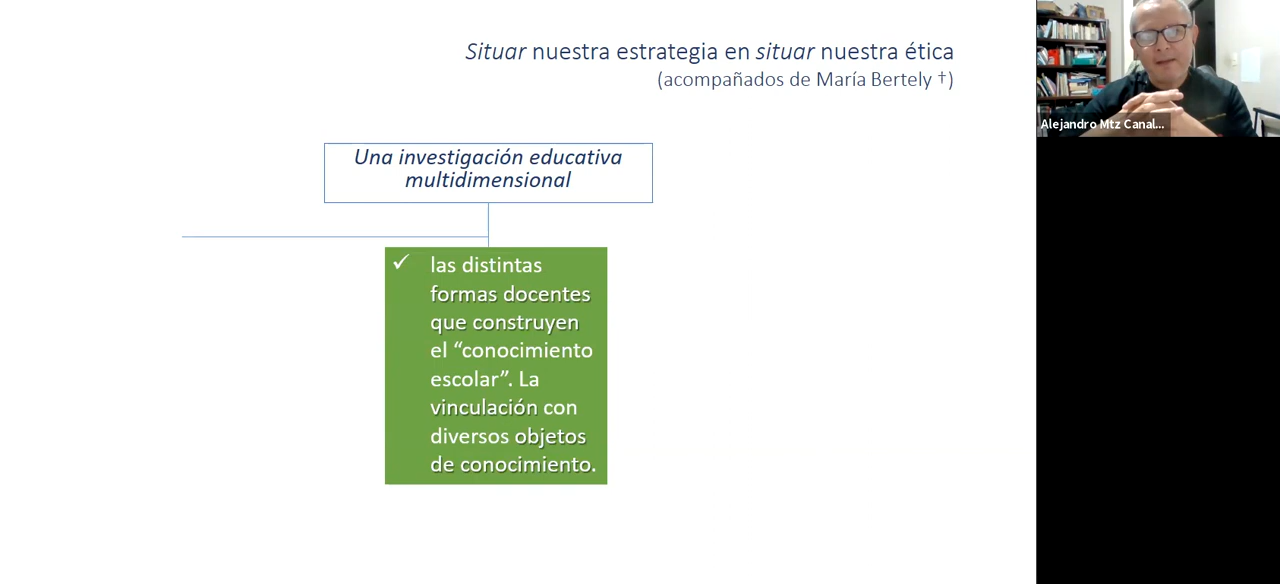 Situar nuestra estrategia en situar nuestra ética
(acompañados de María Bertely †)
Alejandro Mtz Canal...
Una investigación educativa
multidimensional
✓ las distintas
formas docentes
que construyen
el “conocimiento
escolar”. La
vinculación con
diversos objetos
de conocimiento.